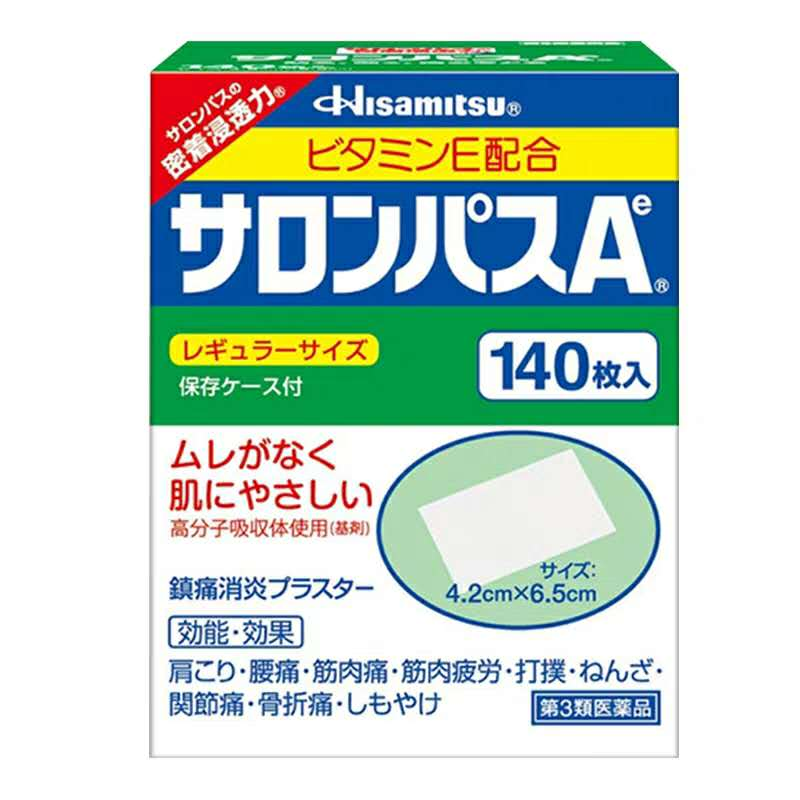 サロンパスの
密着浸透力®
Hisamitsu®
ビタミンE配合
サロンパスAe®
レギュラーサイズ
保存ケース付
140枚入
ムレがなく
肌にやさしい
高分子吸収体使用(基剤)
サイズ:
4.2cm×6.5cm
鎮痛消炎プラスター
効能・効果
肩こり・腰痛・筋肉痛・筋肉疲労・打撲・ねんざ・
関節痛・骨折痛・しもやけ
第3類医薬品